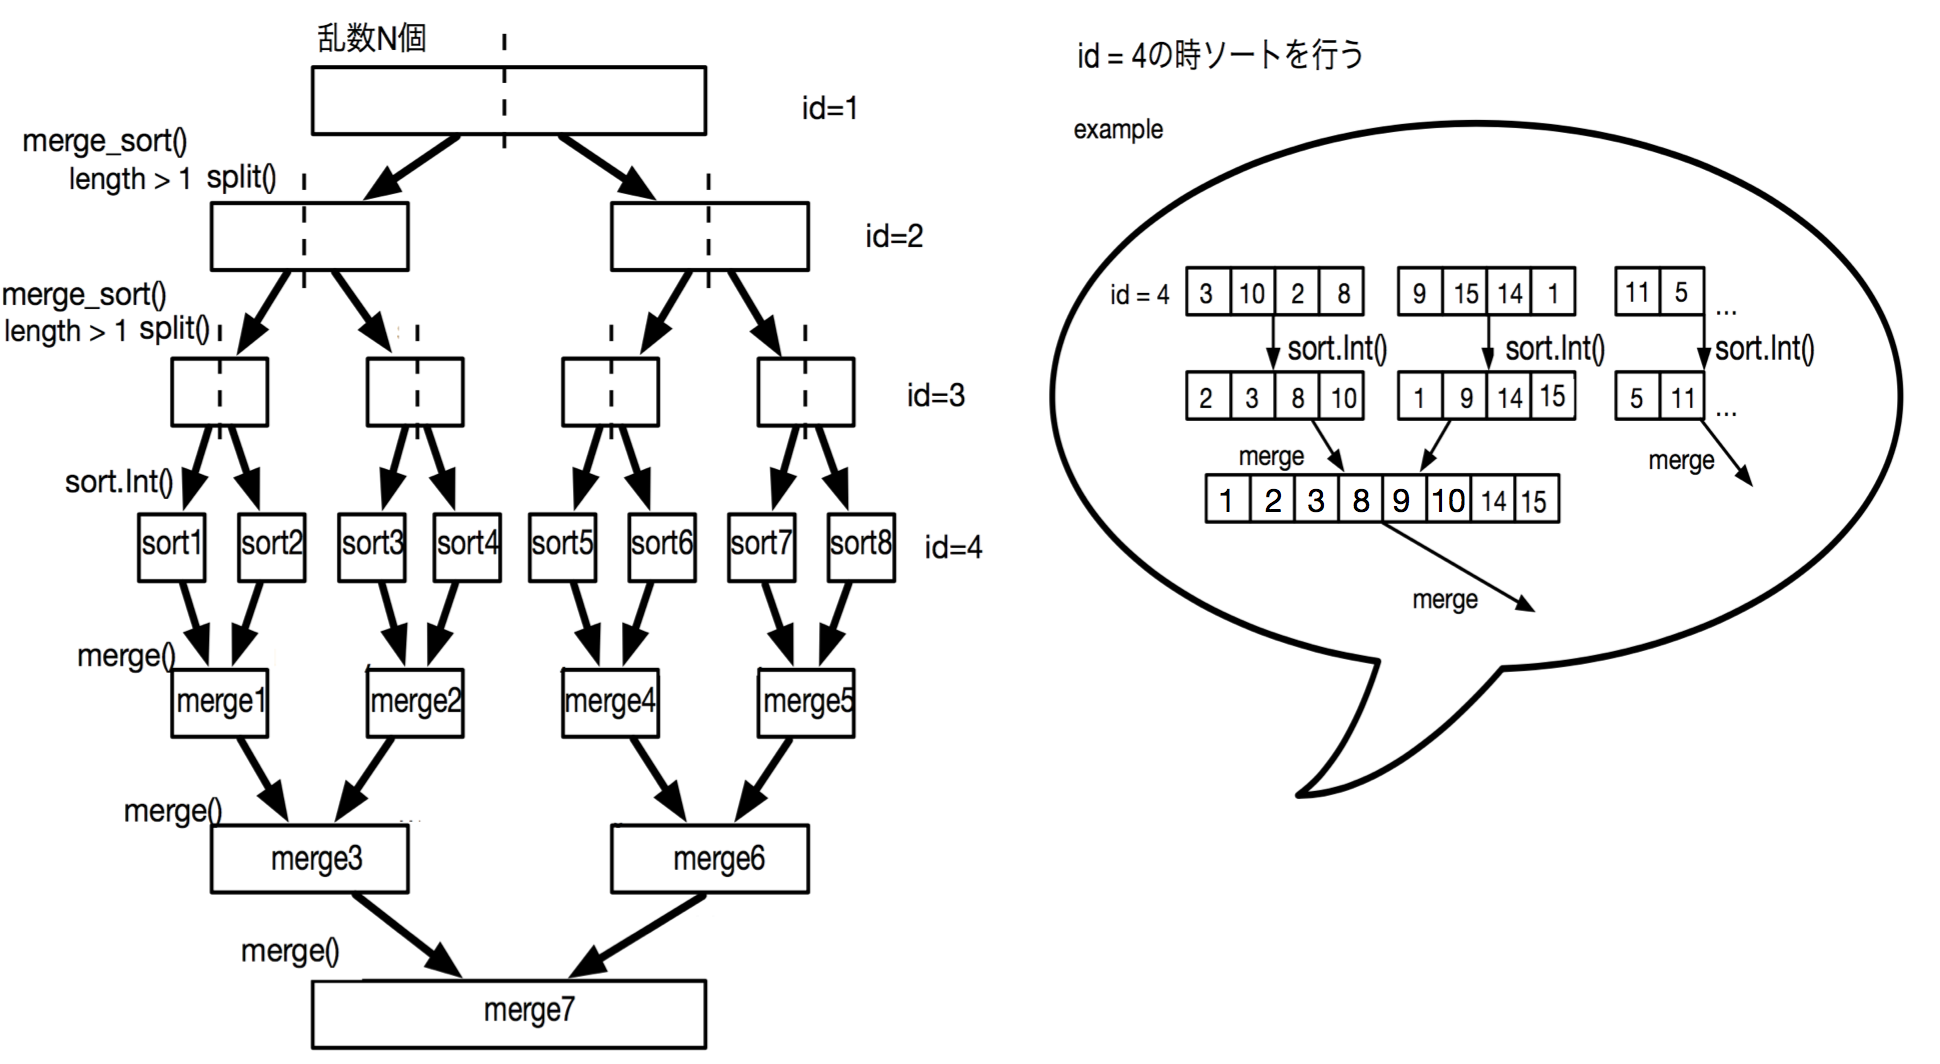 乱数N個
id=1
merge_sort()
length > 1 split()
id=2
merge_sort()
length > 1 split()
id=3
sort.Int()
sort1 sort2 sort3 sort4 sort5 sort6 sort7 sort8
id=4
merge()
merge1 merge2 merge4 merge5
merge()
merge3 merge6
merge()
merge7
id = 4の時ソートを行う
example
id = 4 3 10 2 8 9 15 14 1 11 5 ...
sort.Int() sort.Int() sort.Int()
2 3 8 10 1 9 14 15 5 11 ...
merge merge
1 2 3 8 9 10 14 15
merge